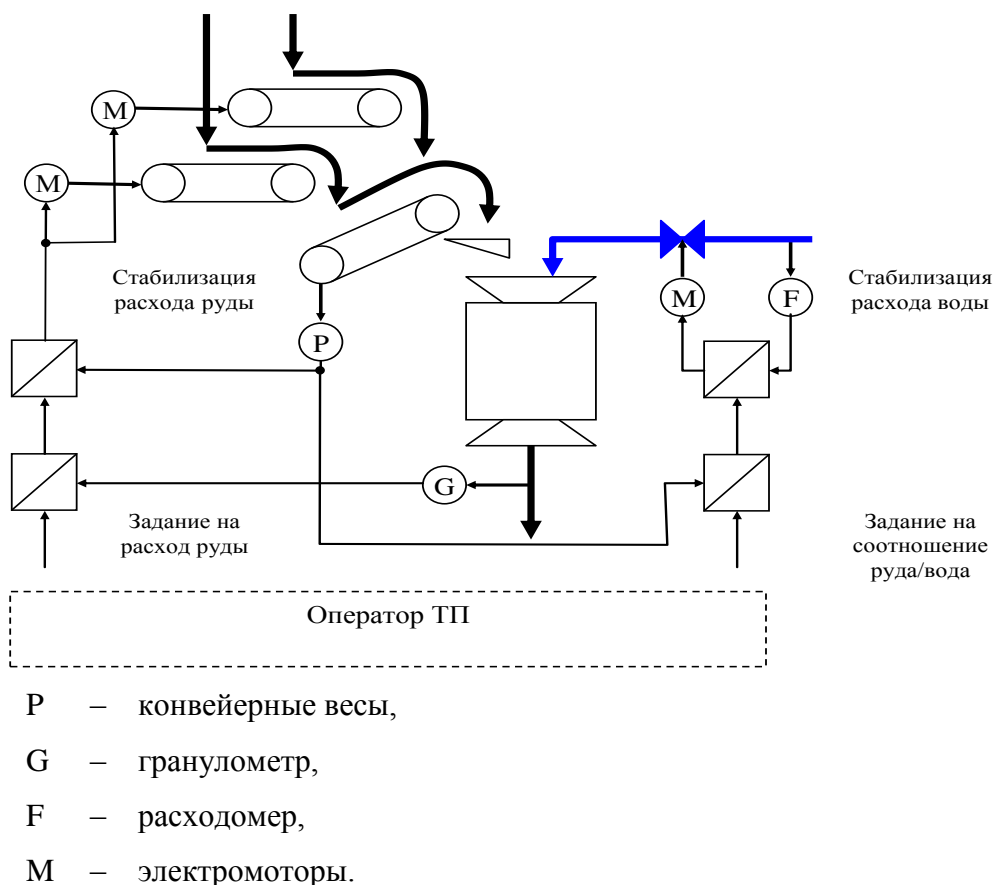 M
M
Стабилизация
расхода руды
P
M
F
Стабилизация
расхода воды
G
Задание на
расход руды
Задание на
соотношение
руда/вода
Оператор ТП
P – конвейерные весы,
G – гранулометр,
F – расходомер,
M – электромоторы.